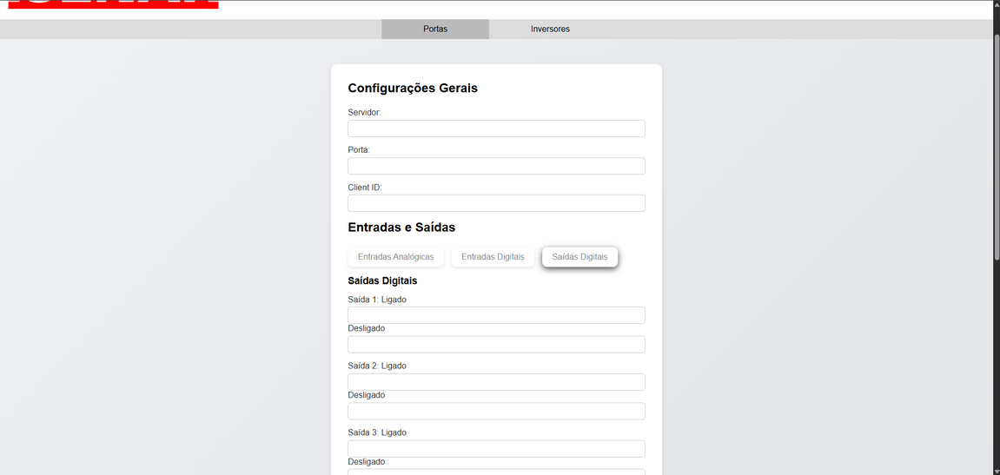 Portas Inversores
Configurações Gerais
Servidor:
Porta:
Client ID:
Entradas e Saídas
Entradas Analógicas Entradas Digitais Saídas Digitais
Saídas Digitais
Saída 1: Ligado
Desligado
Saída 2: Ligado
Desligado
Saída 3: Ligado
Desligado